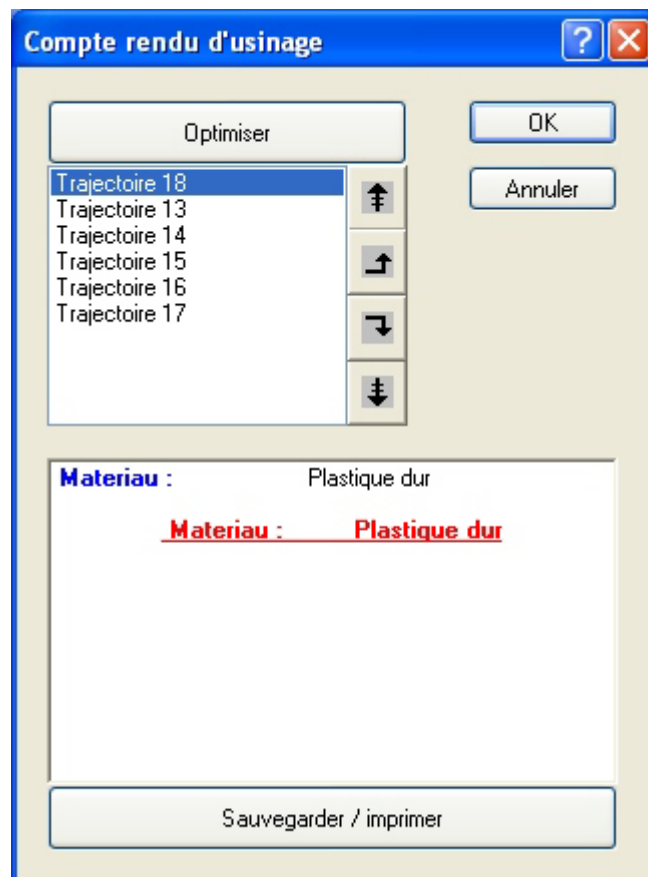 Compte rendu d'usinage
Optimiser
OK
Annuler
Trajectoire 18
Trajectoire 13
Trajectoire 14
Trajectoire 15
Trajectoire 16
Trajectoire 17
Materiau : Plastique dur
Materiau : Plastique dur
Sauvegarder / imprimer